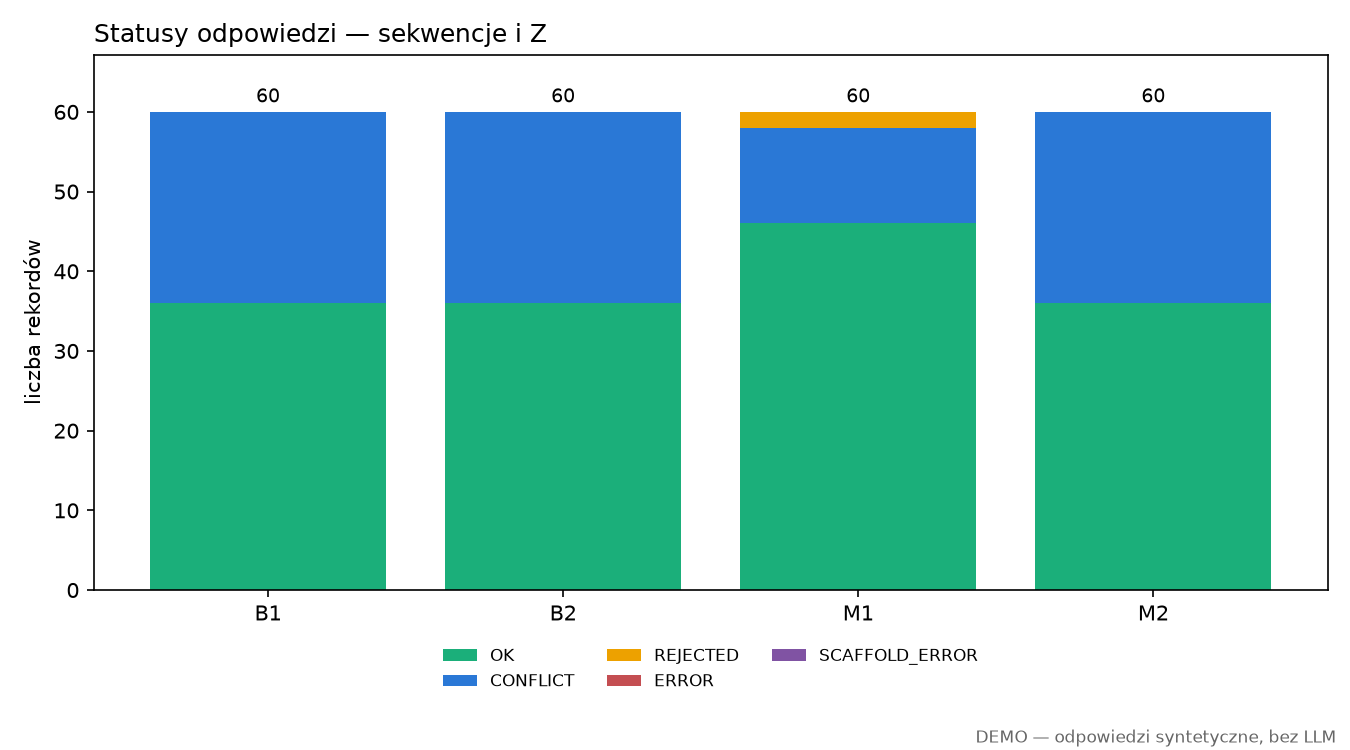 Statusy odpowiedzi — sekwencje i Z
60 60 60 60
60
50
40
30
20
10
0
liczba rekordów
B1 B2 M1 M2
OK REJECTED SCAFFOLD_ERROR
CONFLICT ERROR
DEMO — odpowiedzi syntetyczne, bez LLM